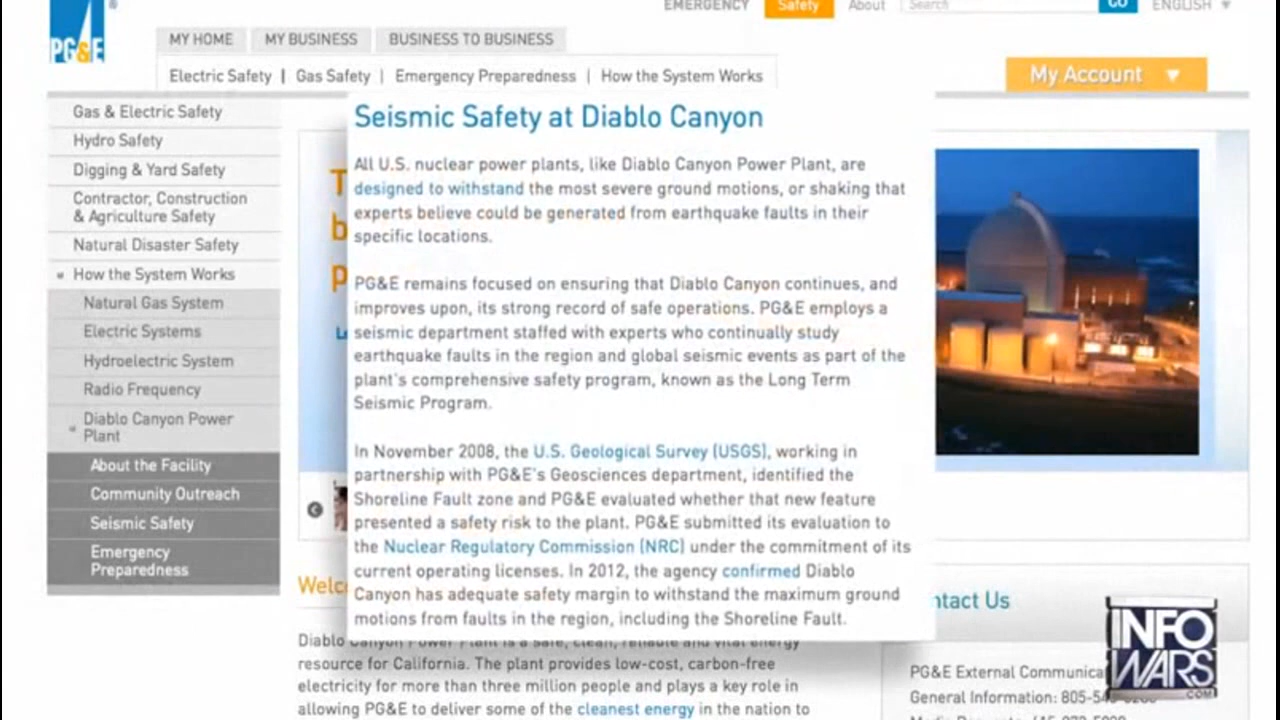 EMERGENCY Safety About Search GO ENGLISH
PG&E
MY HOME MY BUSINESS BUSINESS TO BUSINESS
Electric Safety | Gas Safety | Emergency Preparedness | How the System Works
My Account
Gas & Electric Safety
Hydro Safety
Digging & Yard Safety
Contractor, Construction
& Agriculture Safety
Natural Disaster Safety
How the System Works
Natural Gas System
Electric Systems
Hydroelectric System
Radio Frequency
Diablo Canyon Power
Plant
About the Facility
Community Outreach
Seismic Safety
Emergency
Preparedness
Seismic Safety at Diablo Canyon
All U.S. nuclear power plants, like Diablo Canyon Power Plant, are
designed to withstand the most severe ground motions, or shaking that
experts believe could be generated from earthquake faults in their
specific locations.
PG&E remains focused on ensuring that Diablo Canyon continues, and
improves upon, its strong record of safe operations. PG&E employs a
seismic department staffed with experts who continually study
earthquake faults in the region and global seismic events as part of the
plant's comprehensive safety program, known as the Long Term
Seismic Program.
In November 2008, the U.S. Geological Survey (USGS), working in
partnership with PG&E's Geosciences department, identified the
Shoreline Fault zone and PG&E evaluated whether that new feature
presented a safety risk to the plant. PG&E submitted its evaluation to
the Nuclear Regulatory Commission (NRC) under the commitment of its
current operating licenses. In 2012, the agency confirmed Diablo
Canyon has adequate safety margin to withstand the maximum ground
motions from faults in the region, including the Shoreline Fault.
Diablo Canyon Power Plant is a safe, clean, reliable and vital energy
resource for California. The plant provides low-cost, carbon-free
electricity for more than three million people and plays a key role in
allowing PG&E to deliver some of the cleanest energy in the nation to
ntact Us
PG&E External Communica
General Information: 805-54
INFO
WARS
.COM